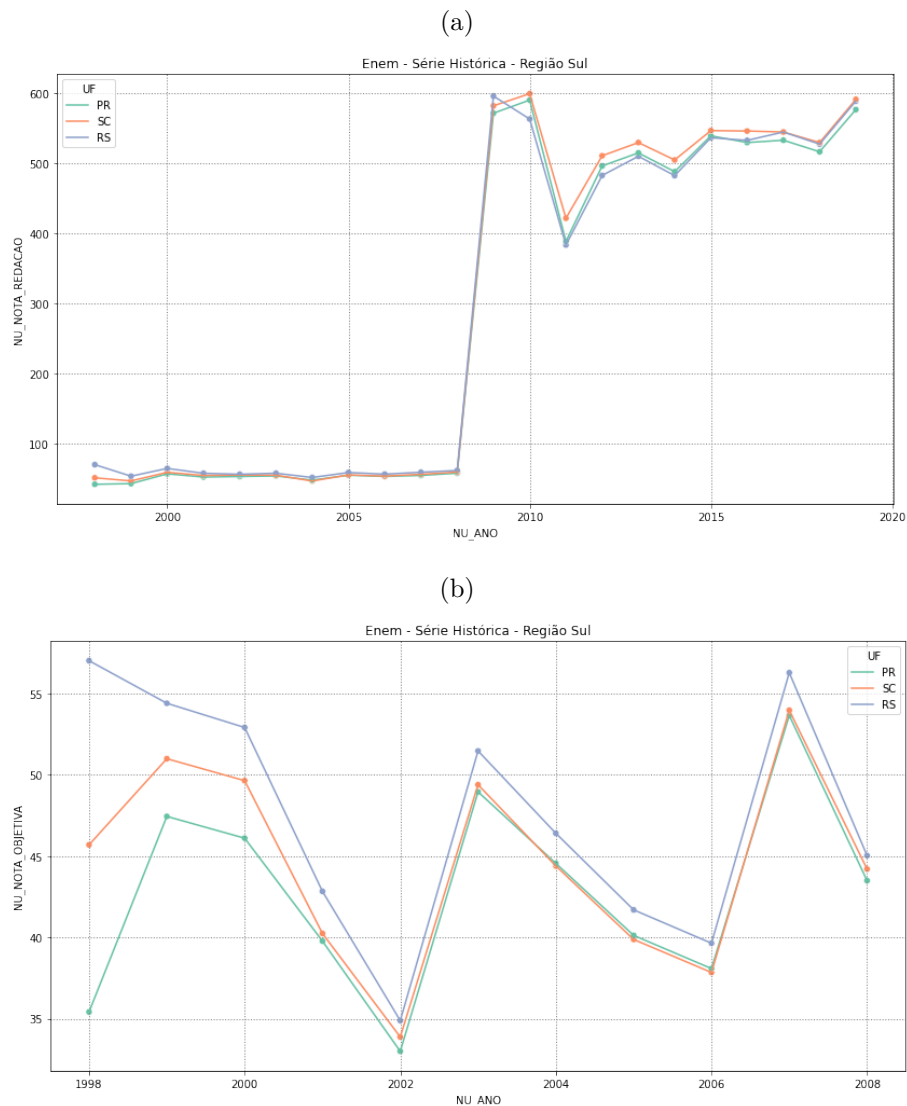 (a)
Enem - Série Histórica - Região Sul
UF
PR
SC
RS
600
500
400
300
200
100
NU_NOTA_REDACAO
2000 2005 2010 2015 2020
NU_ANO
(b)
Enem - Série Histórica - Região Sul
UF
PR
SC
RS
55
50
45
40
35
NU_NOTA_OBJETIVA
1998 2000 2002 2004 2006 2008
NU_ANO